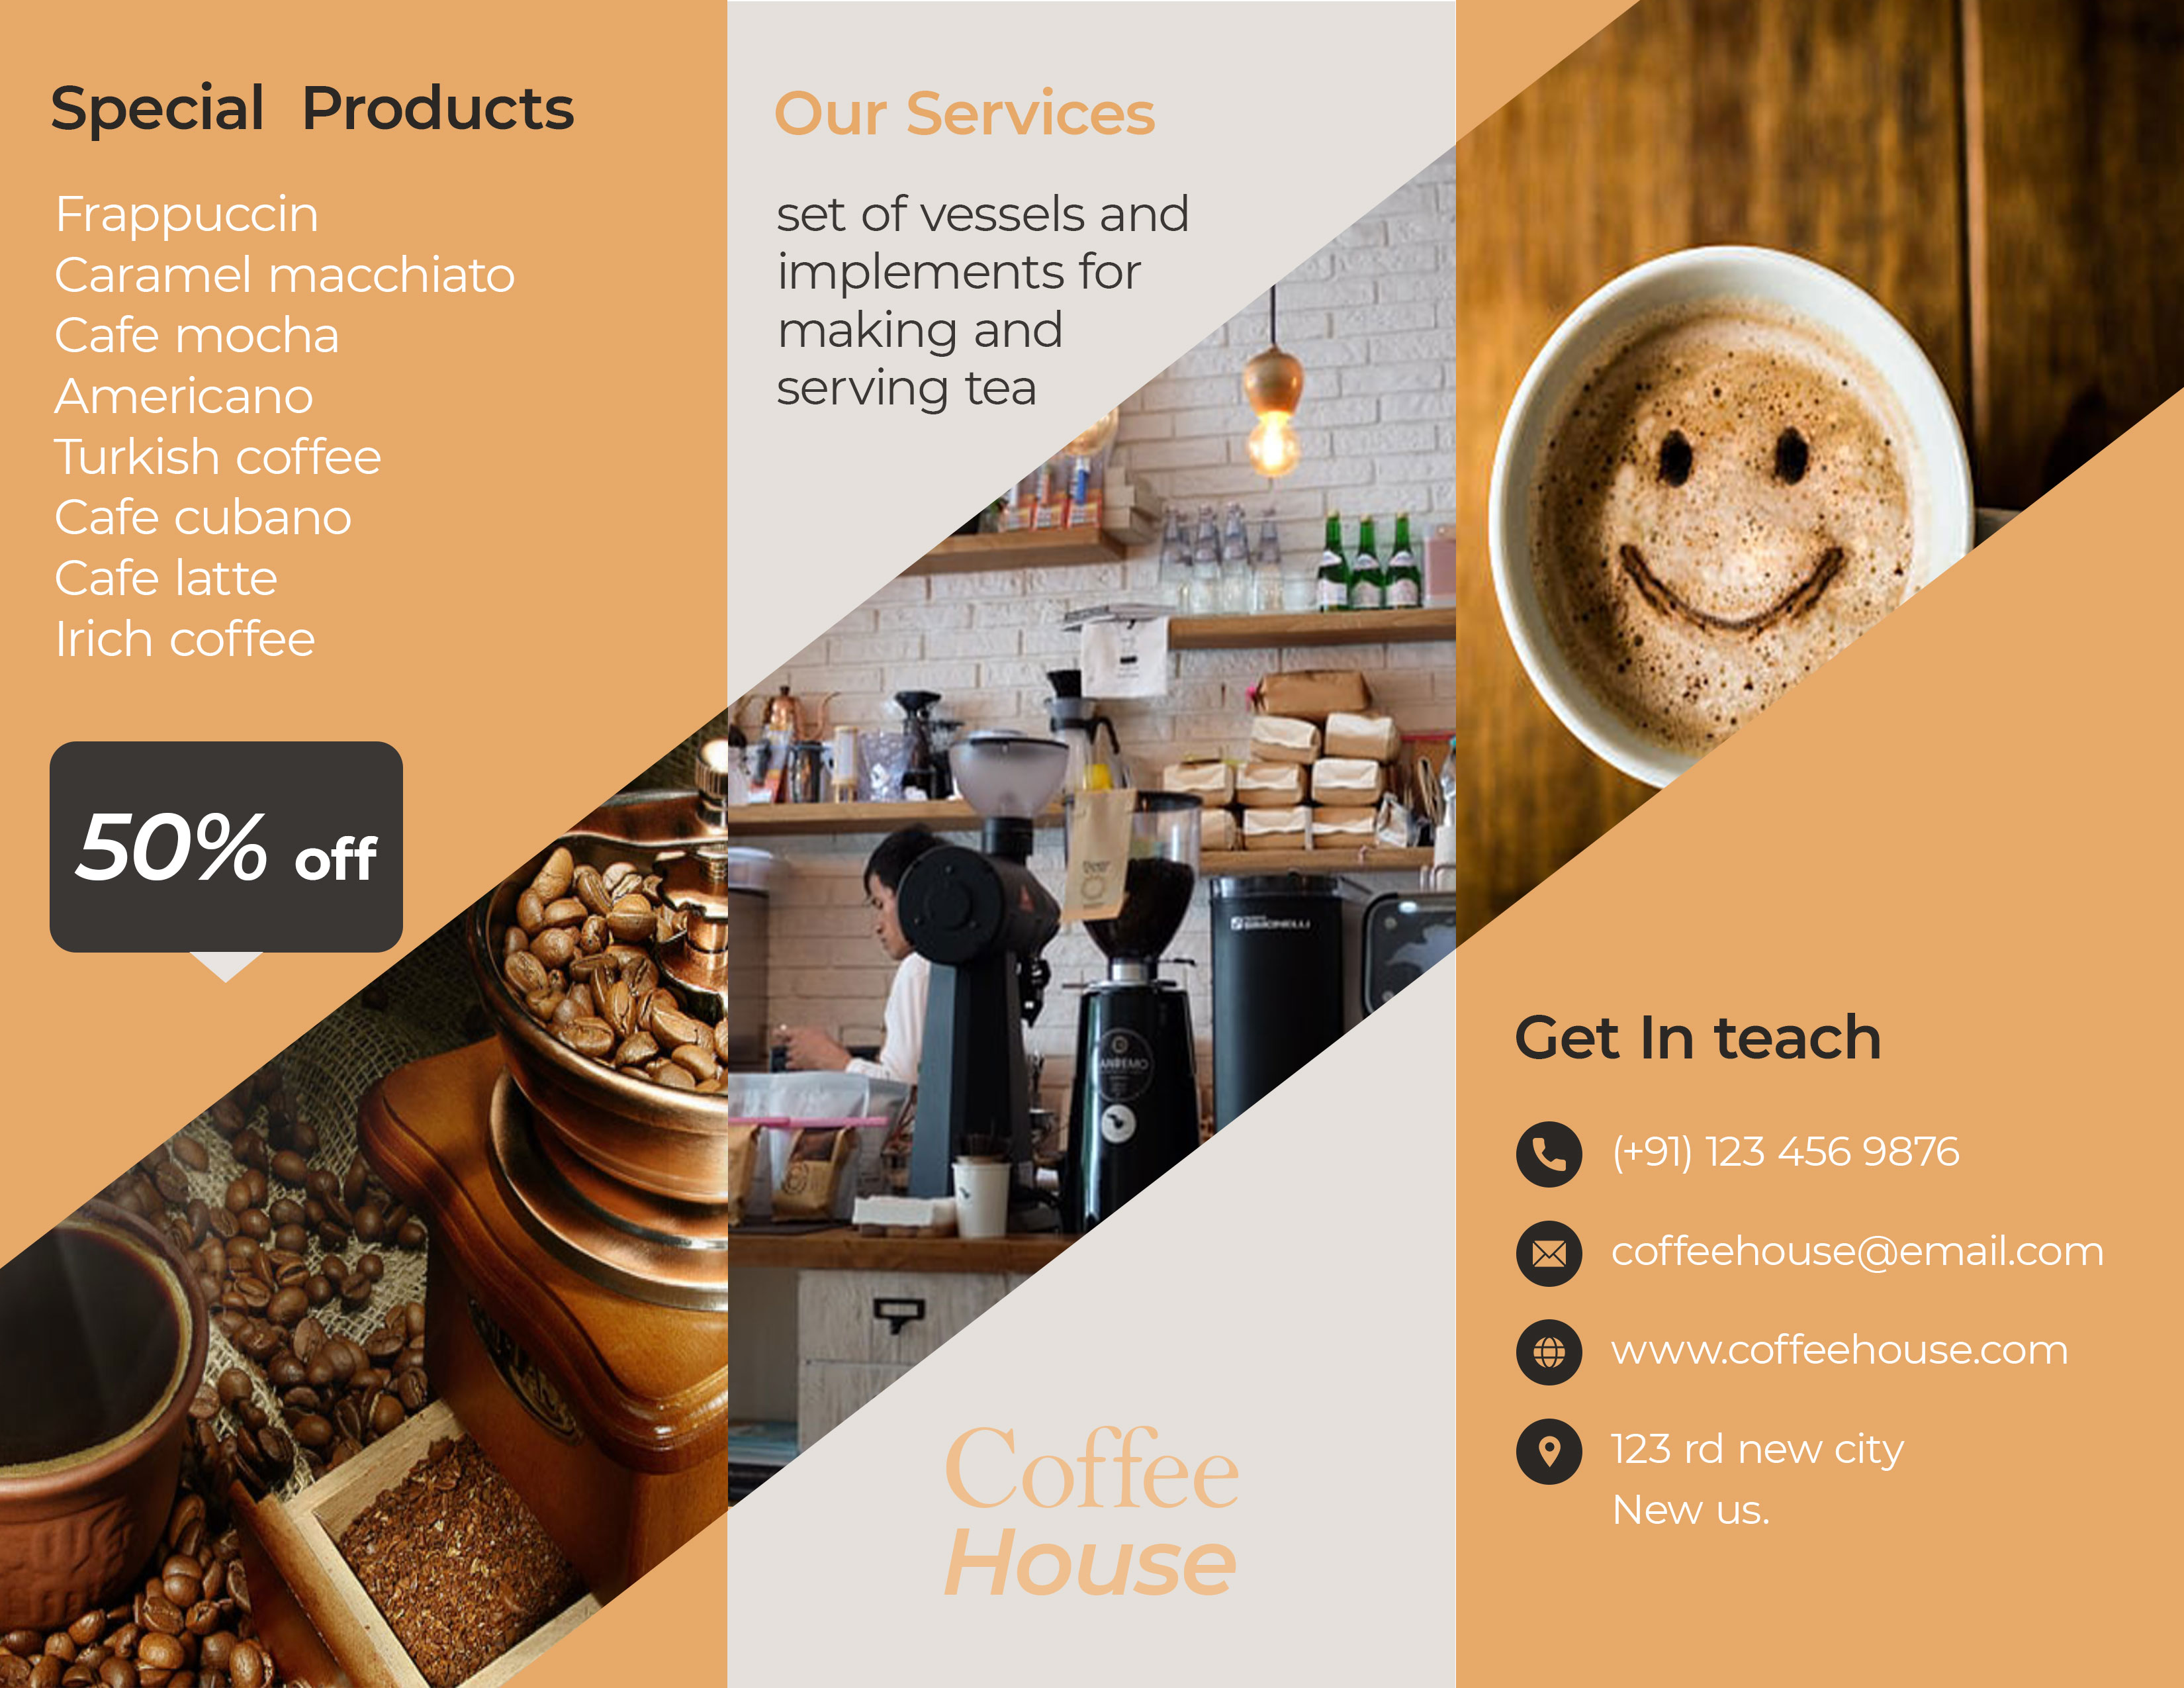 Special Products
Frappuccin
Caramel macchiato
Cafe mocha
Americano
Turkish coffee
Cafe cubano
Cafe latte
Irich coffee
50% off
Our Services
set of vessels and
implements for
making and
serving tea
ANREMO
Coffee
House
Get In teach
(+91) 123 456 9876
coffeehouse@email.com
www.coffeehouse.com
123 rd new city
New us.